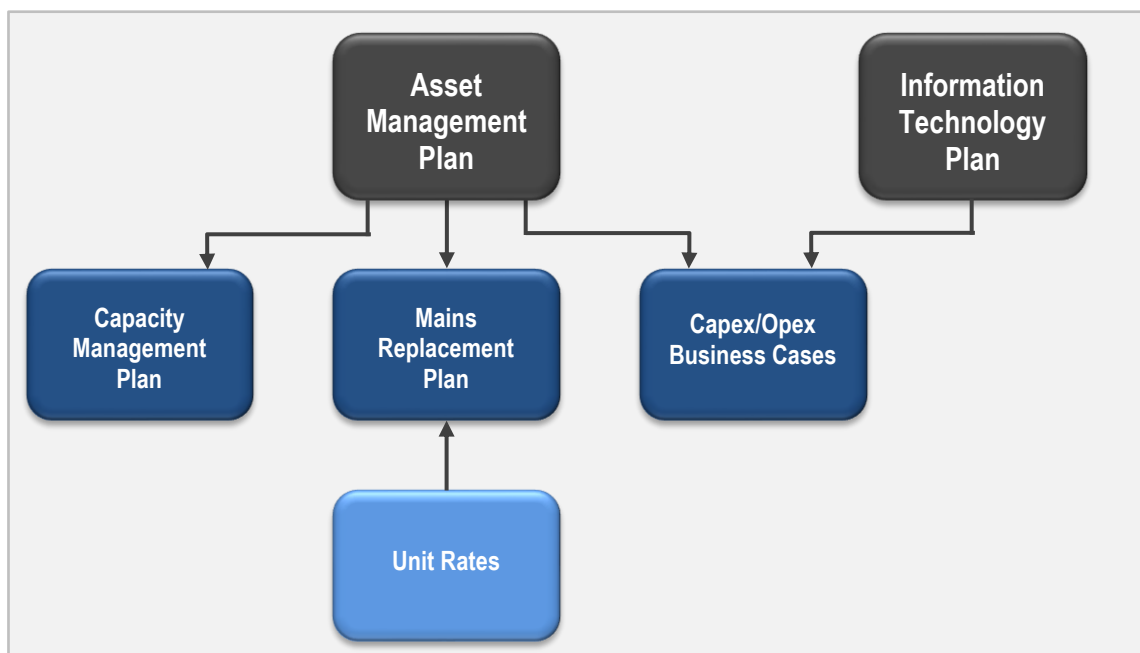 Asset
Management
Plan
Information
Technology
Plan
Capacity
Management
Plan
Mains
Replacement
Plan
Capex/Opex
Business Cases
Unit Rates